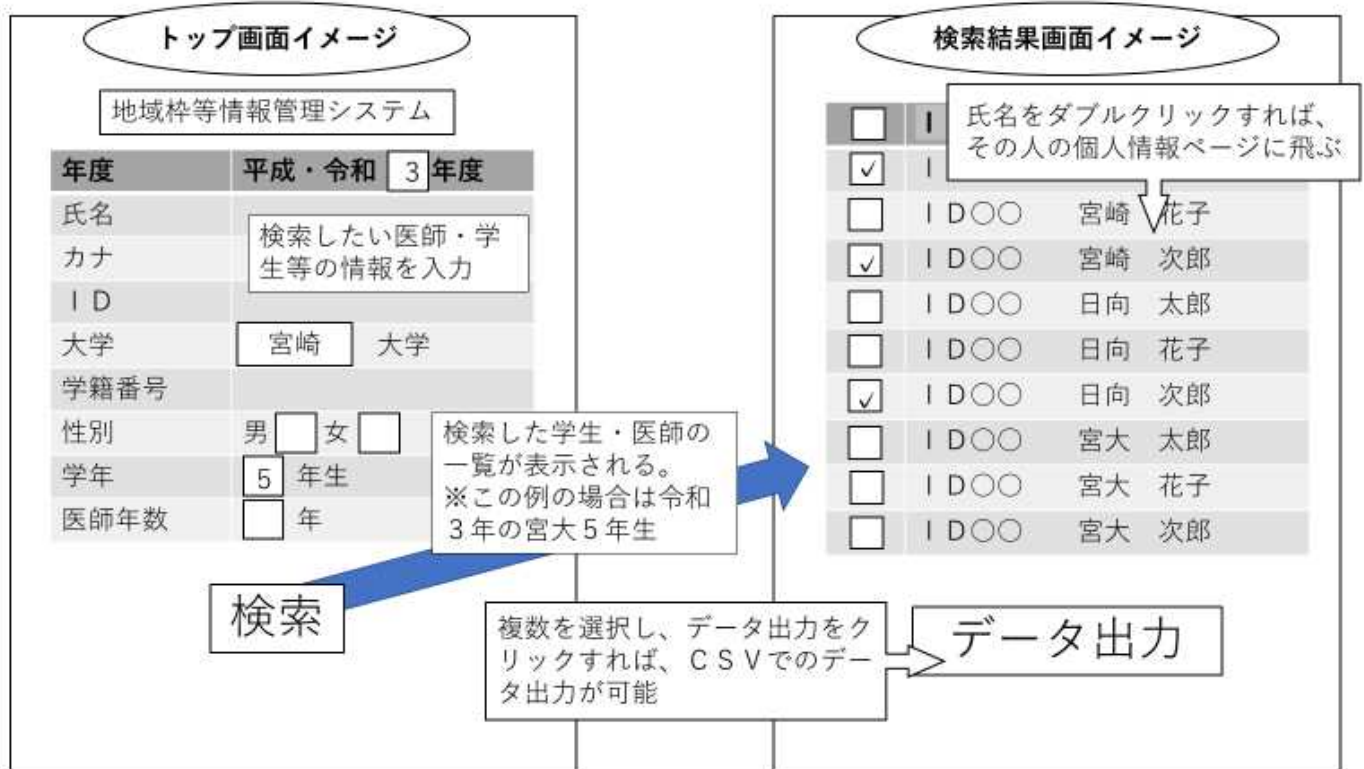 トップ画面イメージ
地域枠等情報管理システム
年度 平成・令和 3 年度
氏名
カナ
ＩＤ
大学 宮崎 大学
学籍番号
性別 男 女
学年 5 年生
医師年数 年
検索したい医師・学
生等の情報を入力
検索
検索した学生・医師の
一覧が表示される。
※この例の場合は令和
３年の宮大５年生
検索結果画面イメージ
氏名をダブルクリックすれば、
その人の個人情報ページに飛ぶ
ＩＤ○○ 宮崎 花子
ＩＤ○○ 宮崎 次郎
ＩＤ○○ 日向 太郎
ＩＤ○○ 日向 花子
ＩＤ○○ 日向 次郎
ＩＤ○○ 宮大 太郎
ＩＤ○○ 宮大 花子
ＩＤ○○ 宮大 次郎
複数を選択し、データ出力をク
リックすれば、ＣＳＶでのデー
タ出力が可能
データ出力